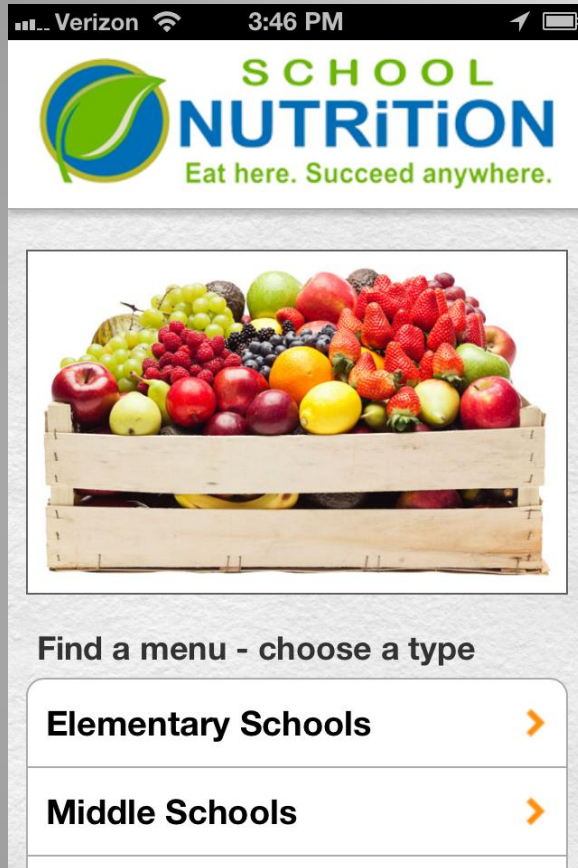 Verizon 3:46 PM
SCHOOL
NUTRiTiON
Eat here. Succeed anywhere.
Find a menu - choose a type
Elementary Schools
Middle Schools